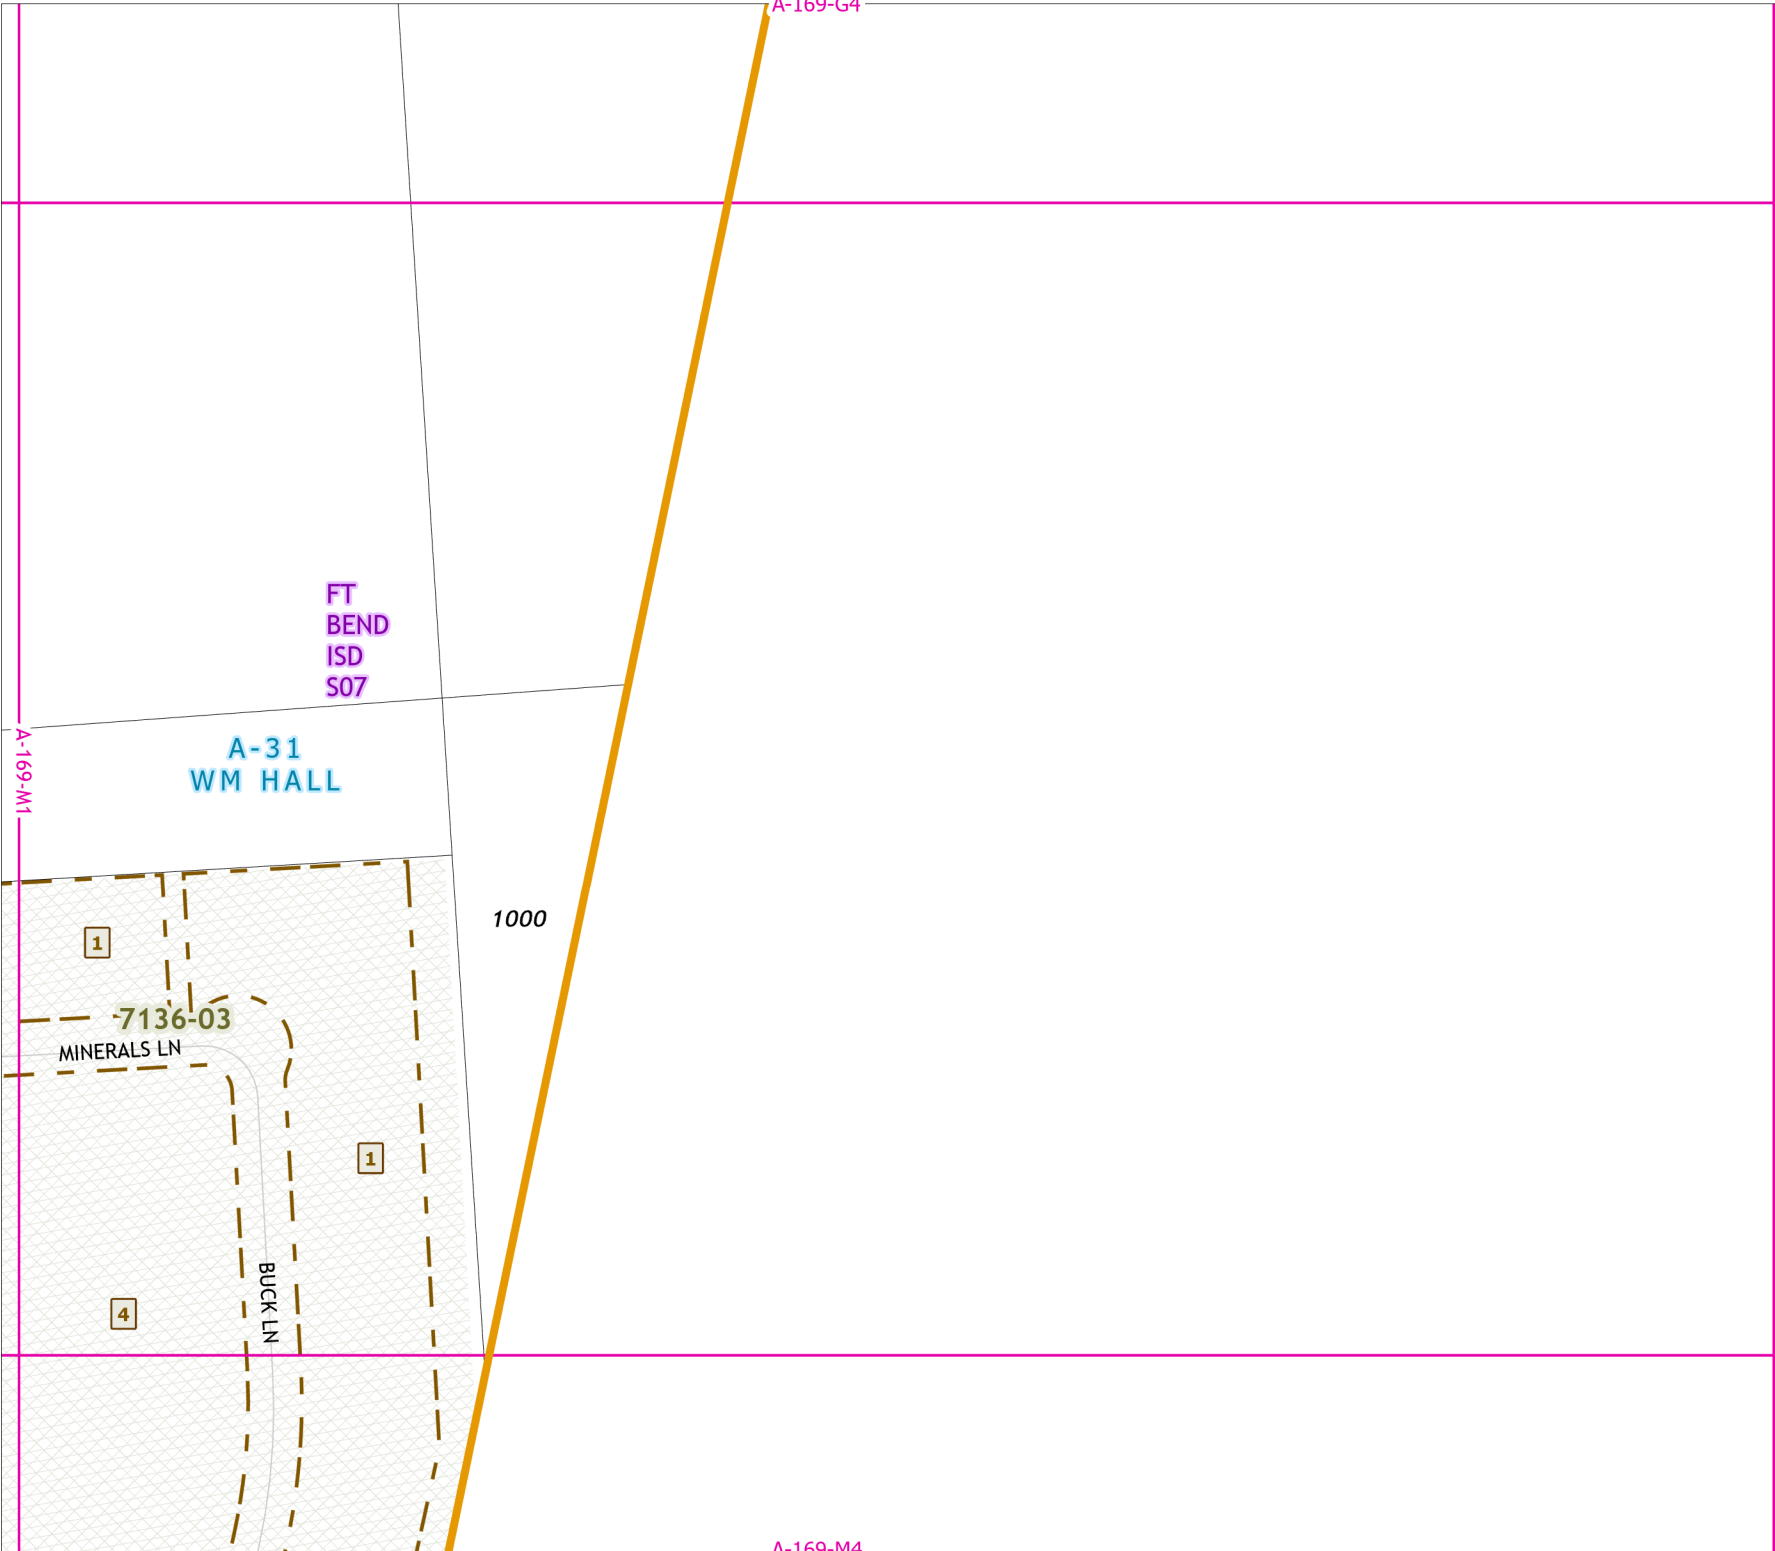 A-169-G4
FT
BEND
ISD
S07
A-169-M1
A-31
WM HALL
1000
1
7136-03
MINERALS LN
1
BUCK LN
4
A-169-M4